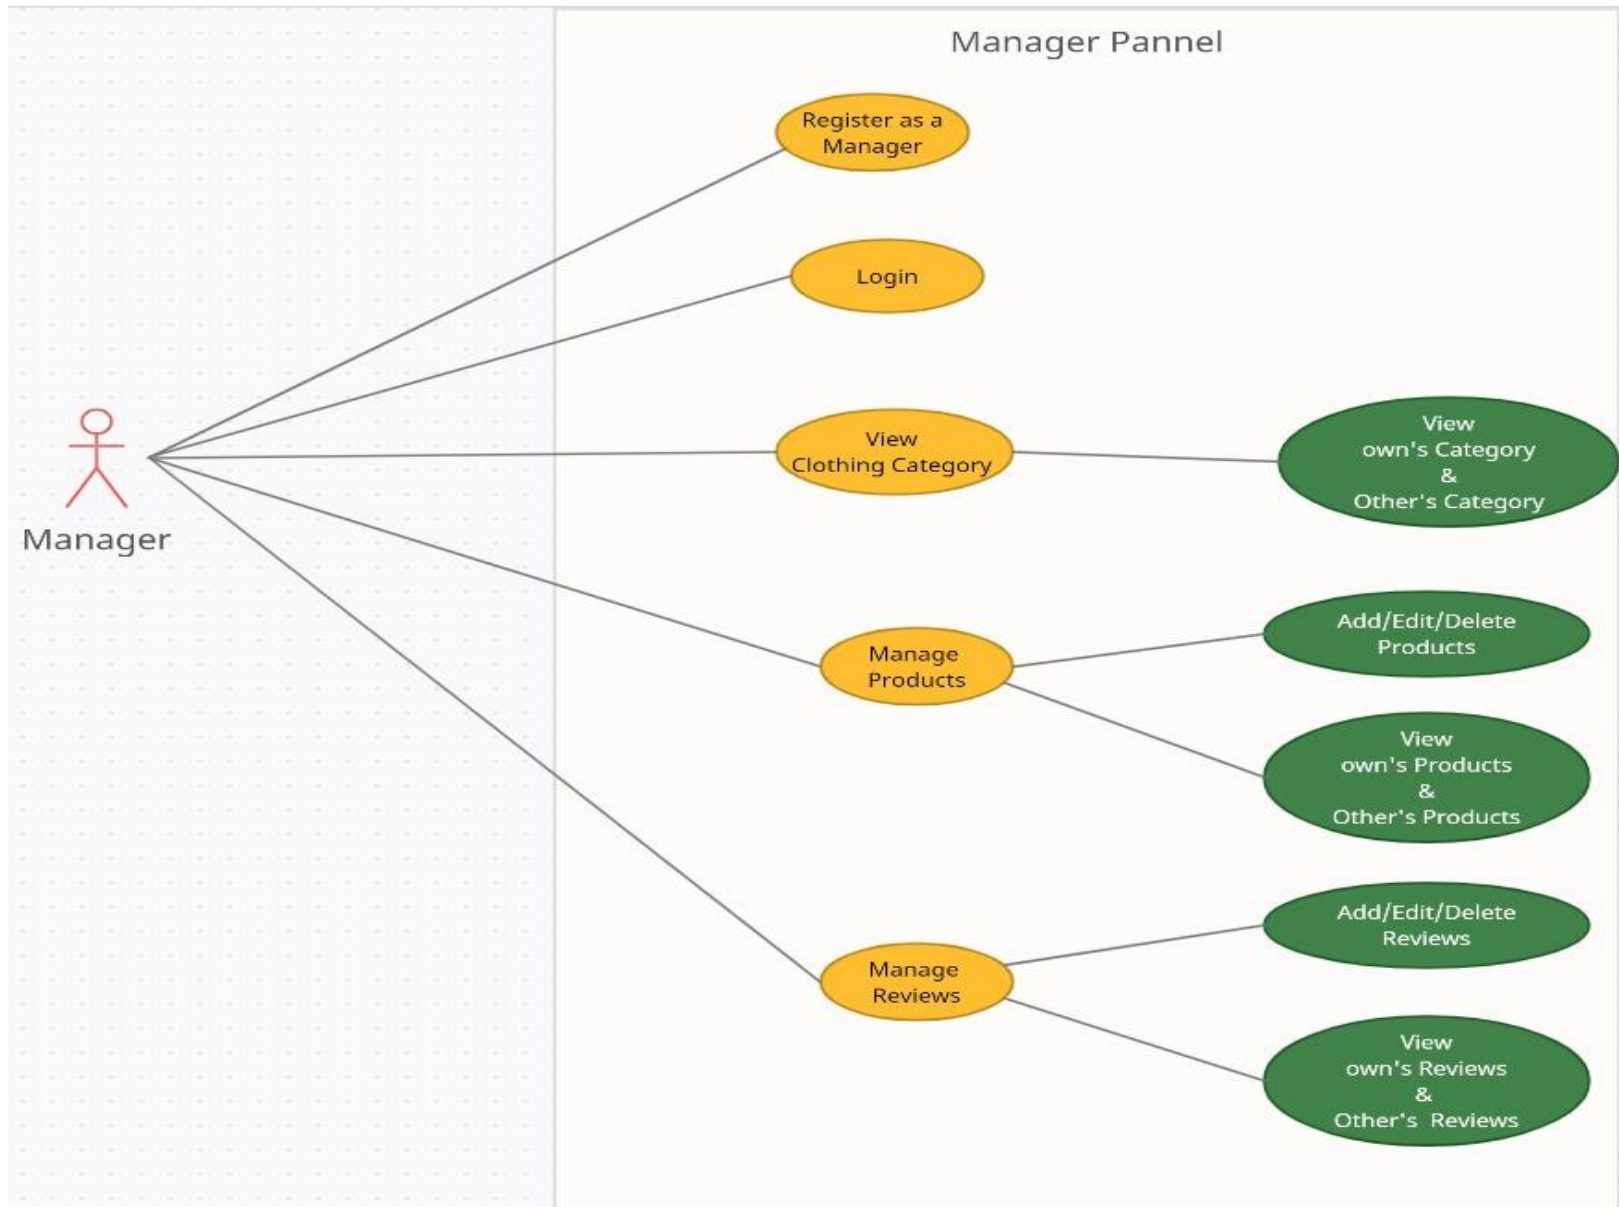 Manager Pannel
Register as a
Manager
Login
Manager
View
Clothing Category
View
own's Category
&
Other's Category
Manage
Products
Add/Edit/Delete
Products
View
own's Products
&
Other's Products
Manage
Reviews
Add/Edit/Delete
Reviews
View
own's Reviews
&
Other's  Reviews